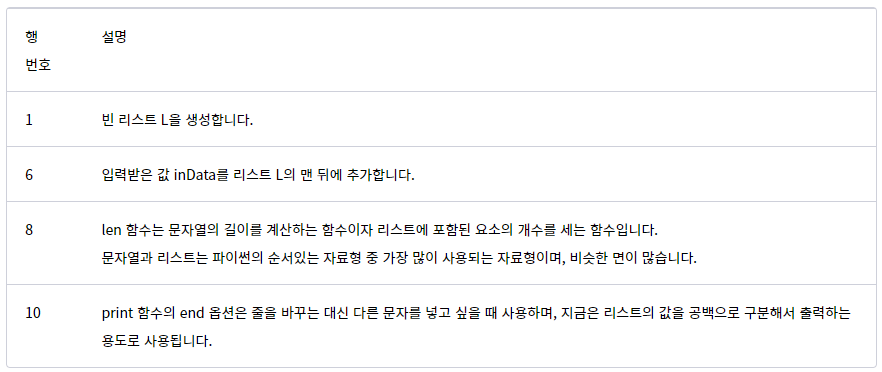 행 번호 설명
1 빈 리스트 L을 생성합니다.
6 입력받은 값 inData를 리스트 L의 맨 뒤에 추가합니다.
8 len 함수는 문자열의 길이를 계산하는 함수이자 리스트에 포함된 요소의 개수를 세는 함수입니다.
문자열과 리스트는 파이썬의 순서있는 자료형 중 가장 많이 사용되는 자료형이며, 비슷한 면이 많습니다.
10 print 함수의 end 옵션은 줄을 바꾸는 대신 다른 문자를 넣고 싶을 때 사용하며, 지금은 리스트의 값을 공백으로 구분해서 출력하는
용도로 사용됩니다.